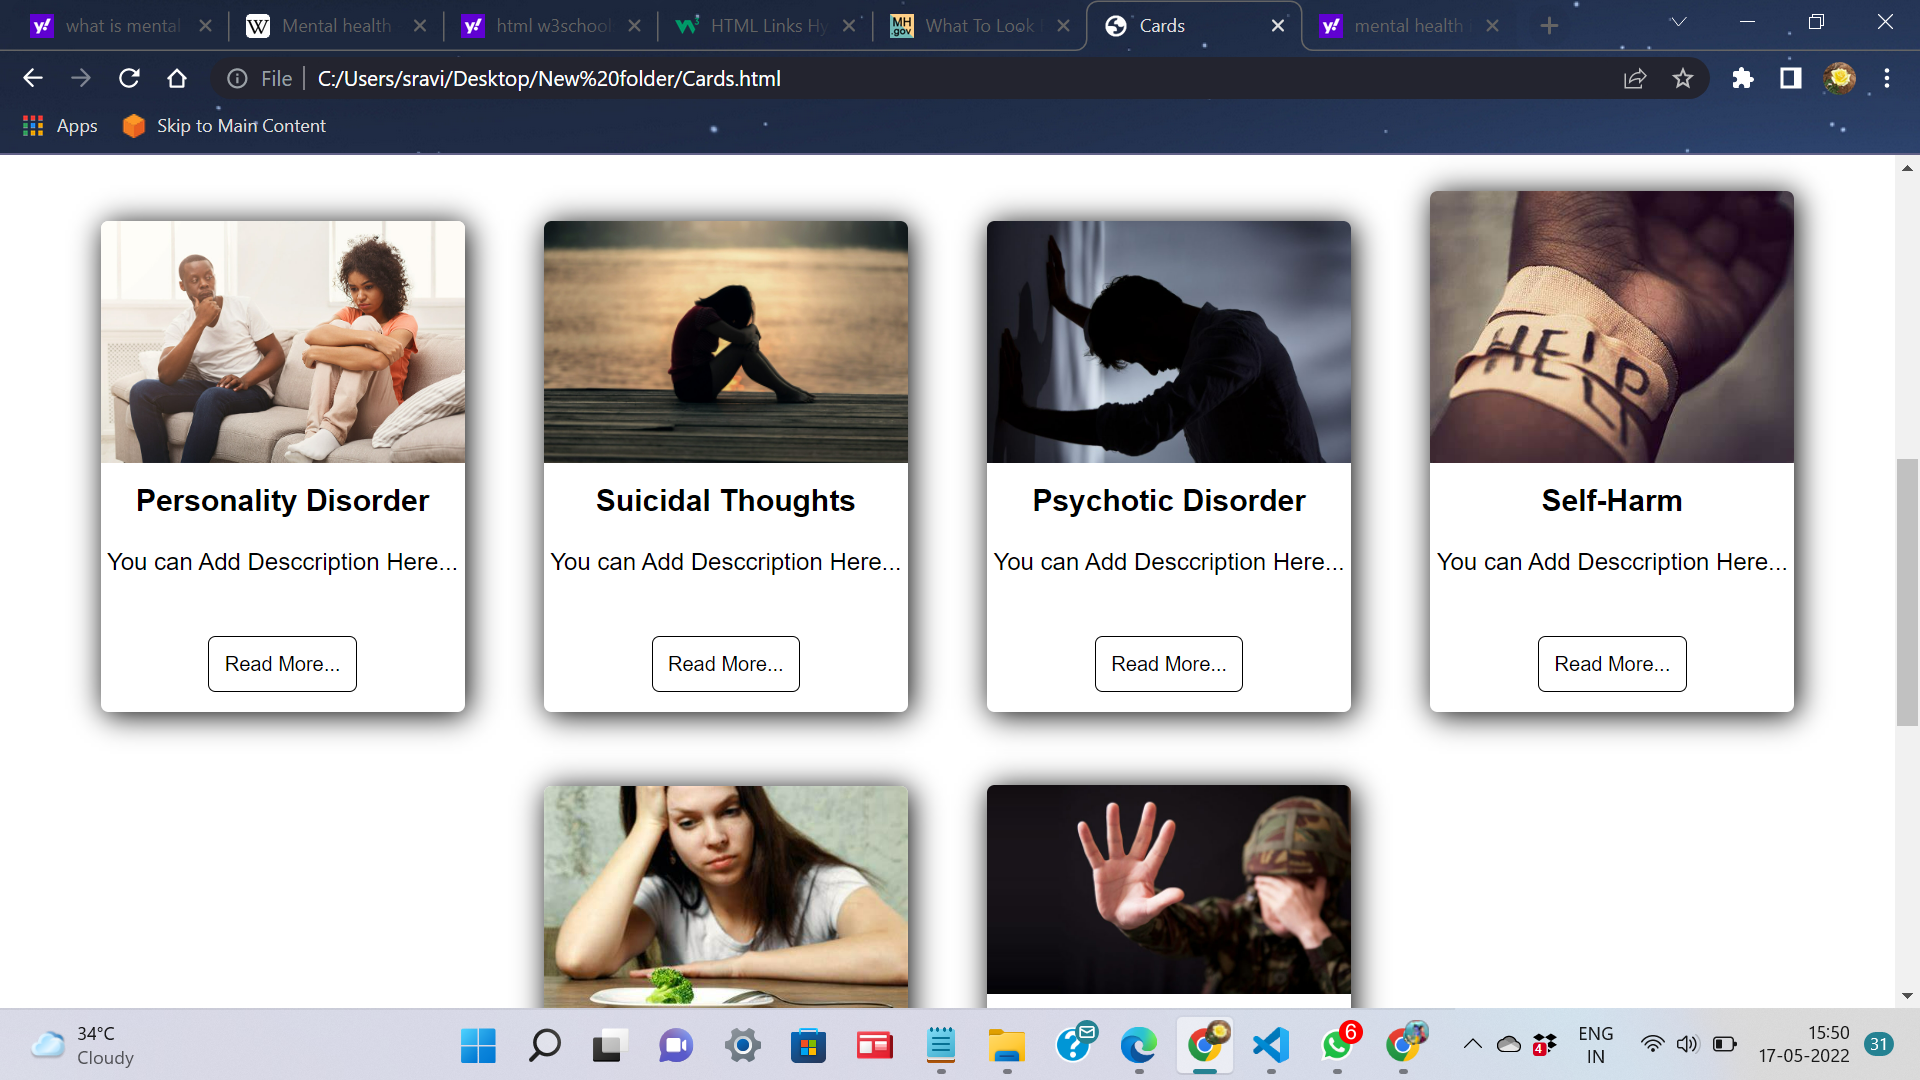 what is mental
Mental health
html w3school
HTML Links Hy
What To Look
Cards
mental health
File C:/Users/sravi/Desktop/New%20folder/Cards.html
Apps
Skip to Main Content
HELP
HELP
Personality Disorder
Suicidal Thoughts
Psychotic Disorder
Self-Harm
You can Add Desccription Here...
You can Add Desccription Here...
You can Add Desccription Here...
You can Add Desccription Here...
Read More...
Read More...
Read More...
Read More...
34°C
Cloudy
6
4
ENG
IN
15:50
17-05-2022
31